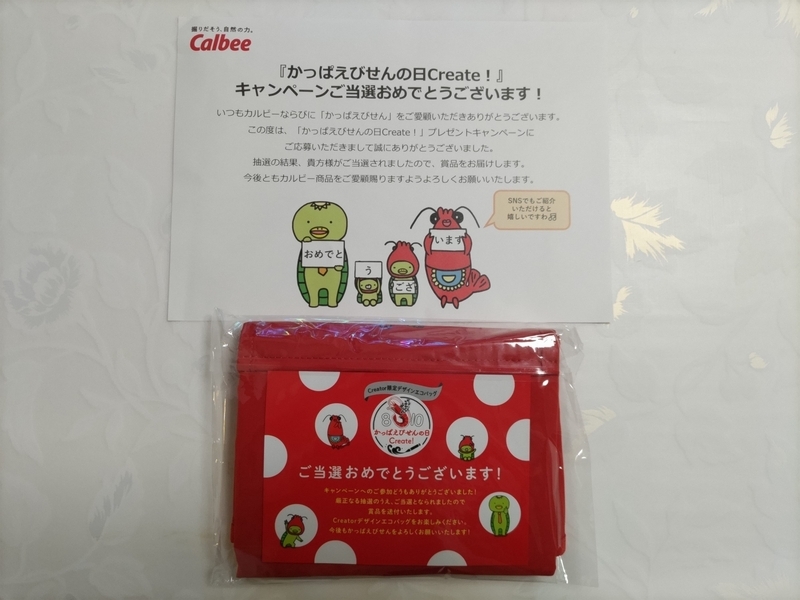 掘りだそう、自然の力。
Calbee
『かっぱえびせんの日Create！』
キャンペーンご当選おめでとうございます！
いつもカルビーならびに「かっぱえびせん」をご愛顧いただきありがとうございます。
この度は、「かっぱえびせんの日Create！」プレゼントキャンペーンに
ご応募いただきまして誠にありがとうございました。
抽選の結果、貴方様がご当選されましたので、賞品をお届けします。
今後ともカルビー商品をご愛顧賜りますようよろしくお願いいたします。
SNSでもご紹介
いただけると
嬉しいですわ♫
おめでと
う
ござ
います
Creator限定デザインエコバッグ
8 10
かっぱえびせんの日
Create!
ご当選おめでとうございます！
キャンペーンへのご参加どうもありがとうございました！
厳正なる抽選のうえ、ご当選となられましたので
賞品を送付いたします。
Creatorデザインエコバッグをお楽しみください。
今後もかっぱえびせんをよろしくお願いいたします！